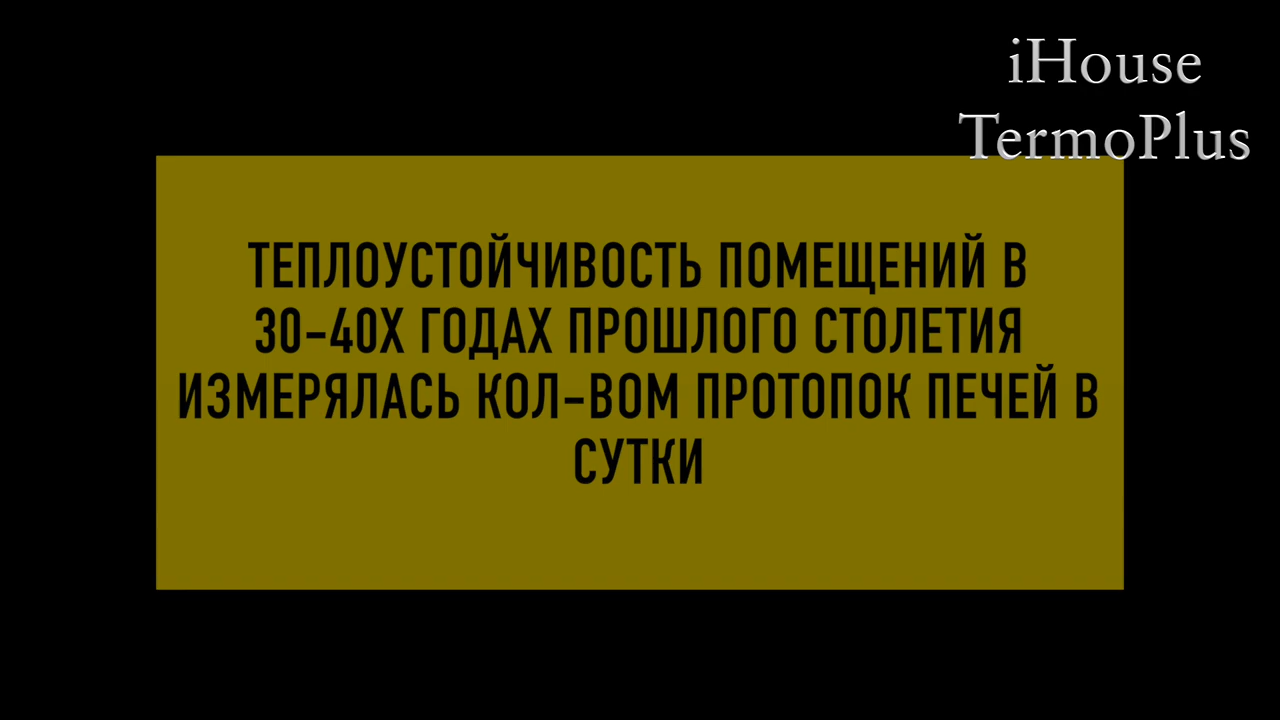 iHouse
TermoPlus
ТЕПЛОУСТОЙЧИВОСТЬ ПОМЕЩЕНИЙ В
30-40Х ГОДАХ ПРОШЛОГО СТОЛЕТИЯ
ИЗМЕРЯЛАСЬ КОЛ-ВОМ ПРОТОПОК ПЕЧЕЙ В
СУТКИ